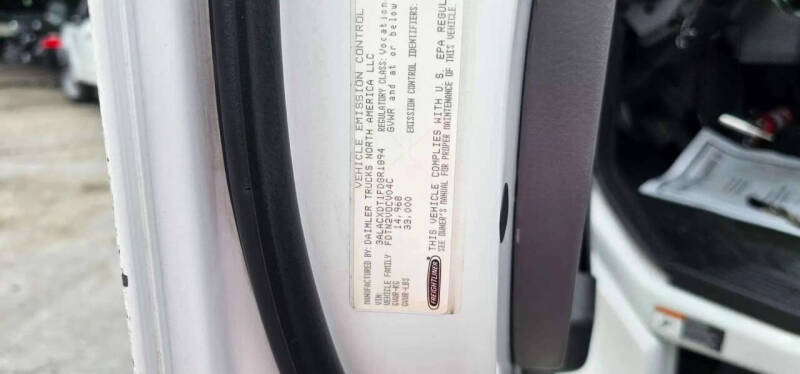 VEHICLE EMISSION CONTROL
MANUFACTURED BY: DAIMLER TRUCKS NORTH AMERICA LLC
VIN: 3ALACXDT1FDGR1894 REGULATORY CLASS: Vocation
VEHICLE FAMILY FDTN2VOCV04C GVWR and at or below
GVWR-KG 14,968
GVWR-LBS 33,000 EMISSION CONTROL IDENTIFIERS:
THIS VEHICLE COMPLIES WITH U.S. EPA REGUL
SEE OWNER'S MANUAL FOR PROPER MAINTENANCE OF THIS VEHICLE
FREIGHTLINER